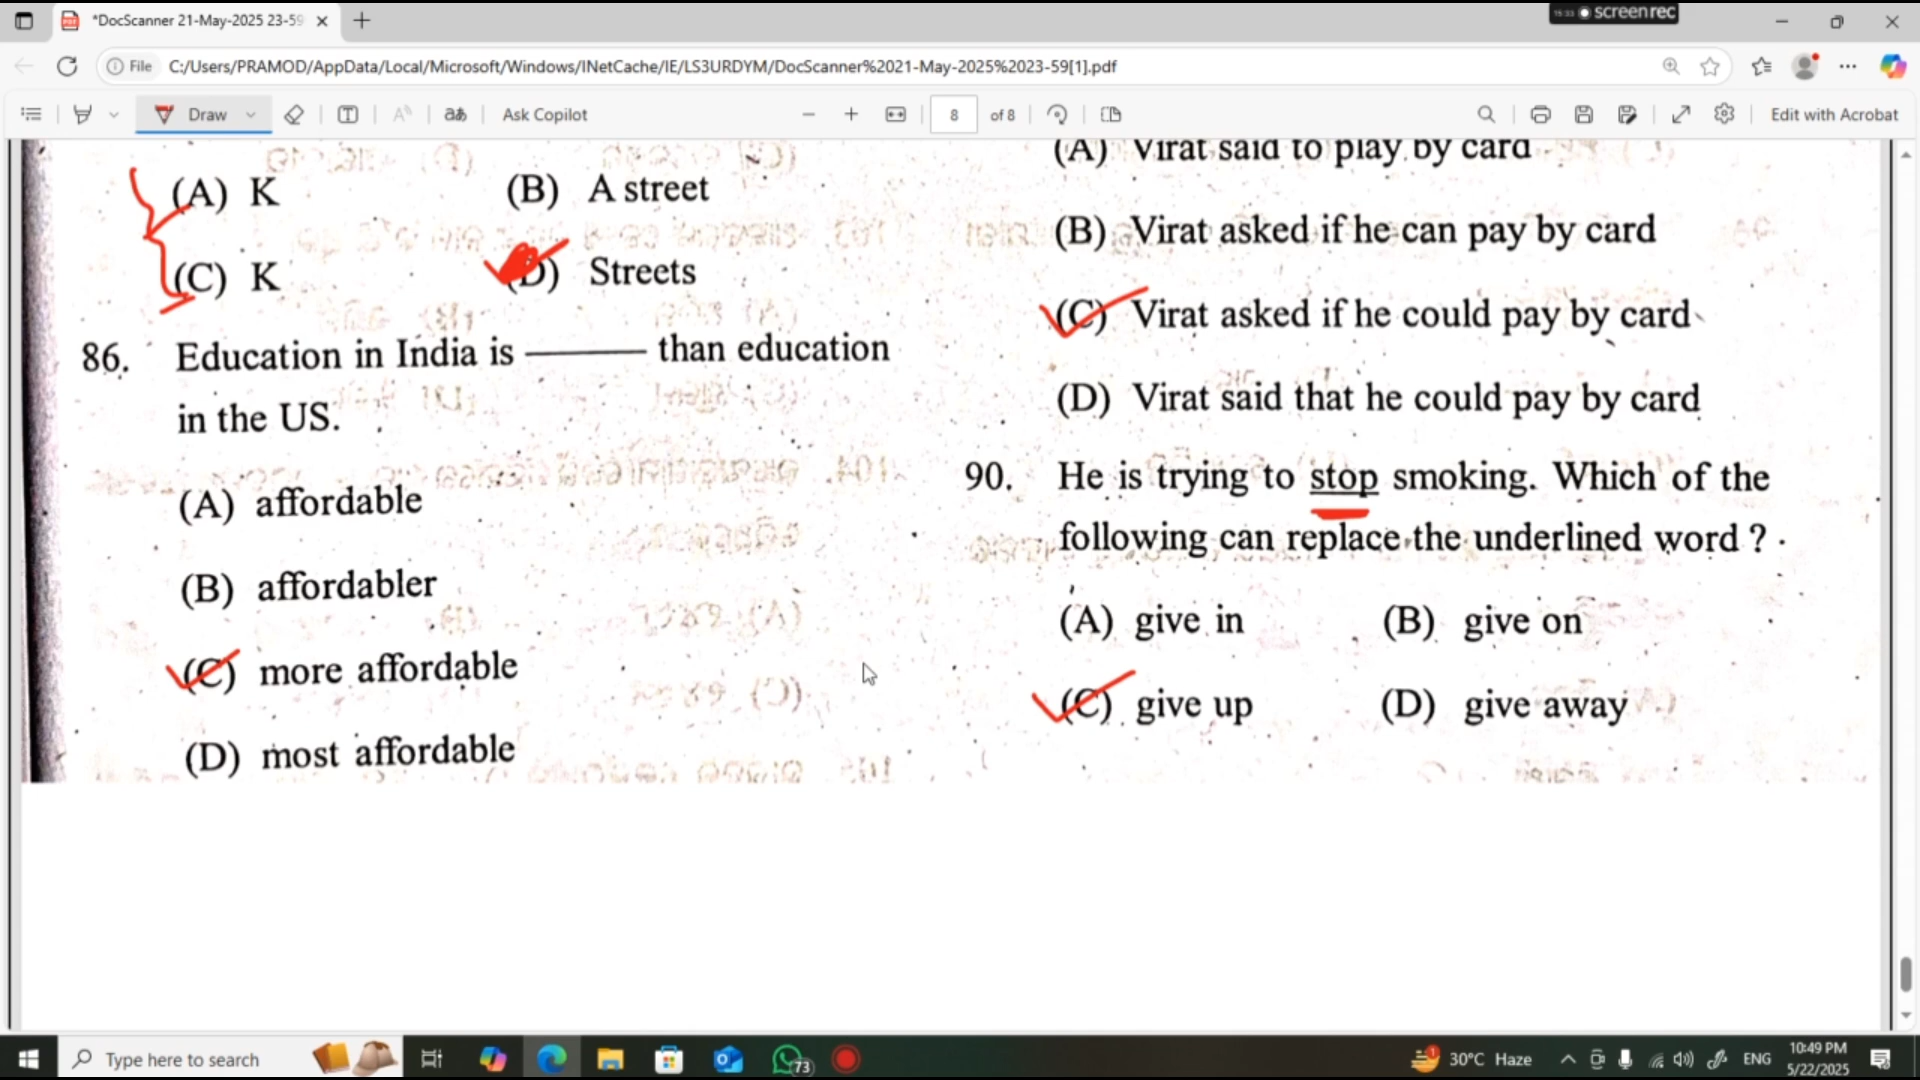 *DocScanner 21-May-2025 23-59
15:33 screenrec
File C:/Users/PRAMOD/AppData/Local/Microsoft/Windows/INetCache/IE/LS3URDYM/DocScanner%2021-May-2025%2023-59[1].pdf
Draw
Ask Copilot
8 of 8
Edit with Acrobat
(A) K (B) A street
(C) K (D) Streets
86. Education in India is ——— than education
in the US.
(A) affordable
(B) affordabler
(C) more affordable
(D) most affordable
(A) Virat said to play by card
(B) Virat asked if he can pay by card
(C) Virat asked if he could pay by card
(D) Virat said that he could pay by card
90. He is trying to stop smoking. Which of the
following can replace the underlined word ?
(A) give in (B) give on
(C) give up (D) give away
Type here to search
73
1
30°C Haze
ENG
10:49 PM
5/22/2025